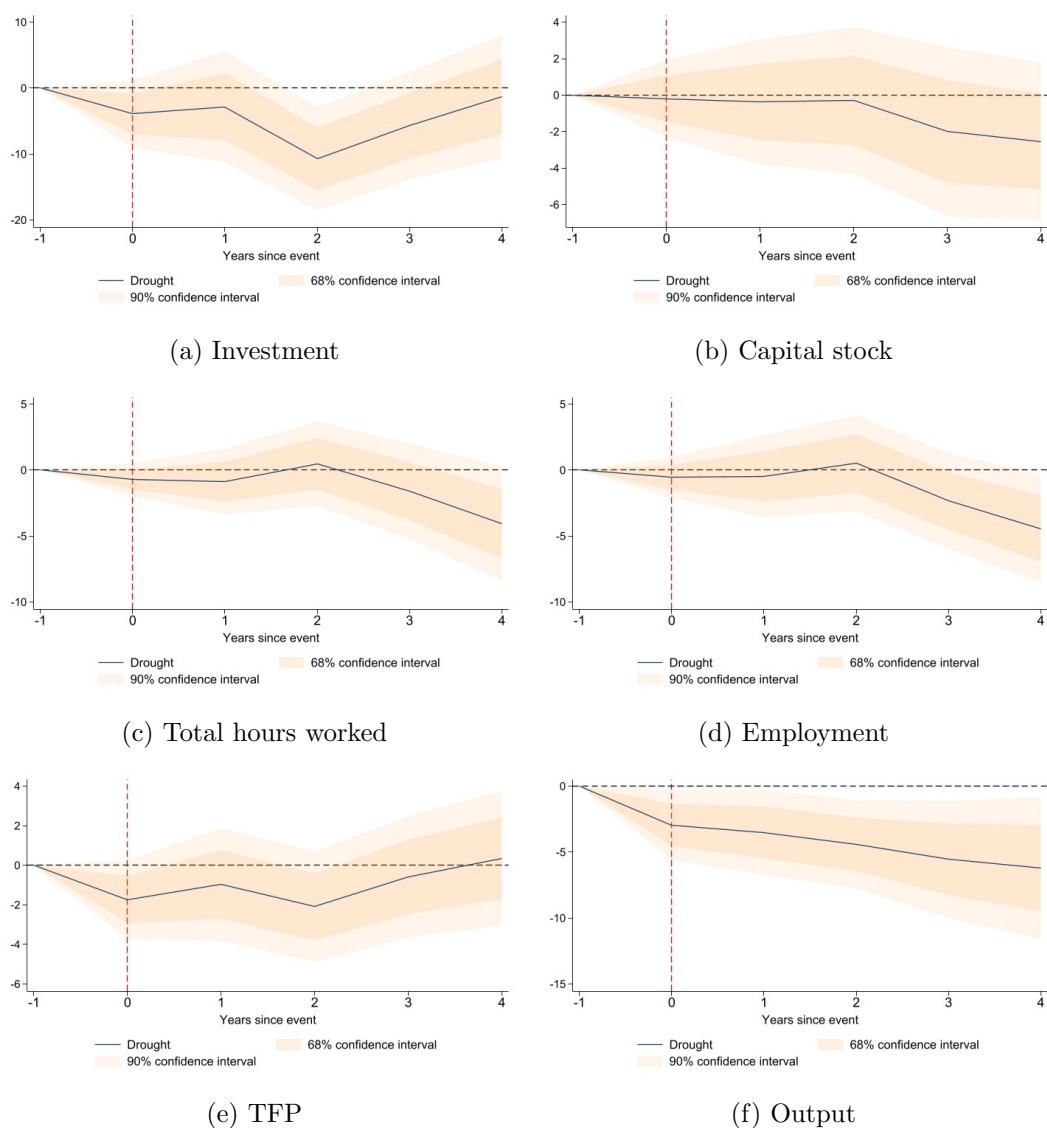 10
0
-10
-20
-1 0 1 2 3 4
Years since event
Drought 68% confidence interval
90% confidence interval
(a) Investment
4
2
0
-2
-4
-6
-1 0 1 2 3 4
Years since event
Drought 68% confidence interval
90% confidence interval
(b) Capital stock
5
0
-5
-10
-1 0 1 2 3 4
Years since event
Drought 68% confidence interval
90% confidence interval
(c) Total hours worked
5
0
-5
-10
-1 0 1 2 3 4
Years since event
Drought 68% confidence interval
90% confidence interval
(d) Employment
4
2
0
-2
-4
-6
-1 0 1 2 3 4
Years since event
Drought 68% confidence interval
90% confidence interval
(e) TFP
0
-5
-10
-15
-1 0 1 2 3 4
Years since event
Drought 68% confidence interval
90% confidence interval
(f) Output